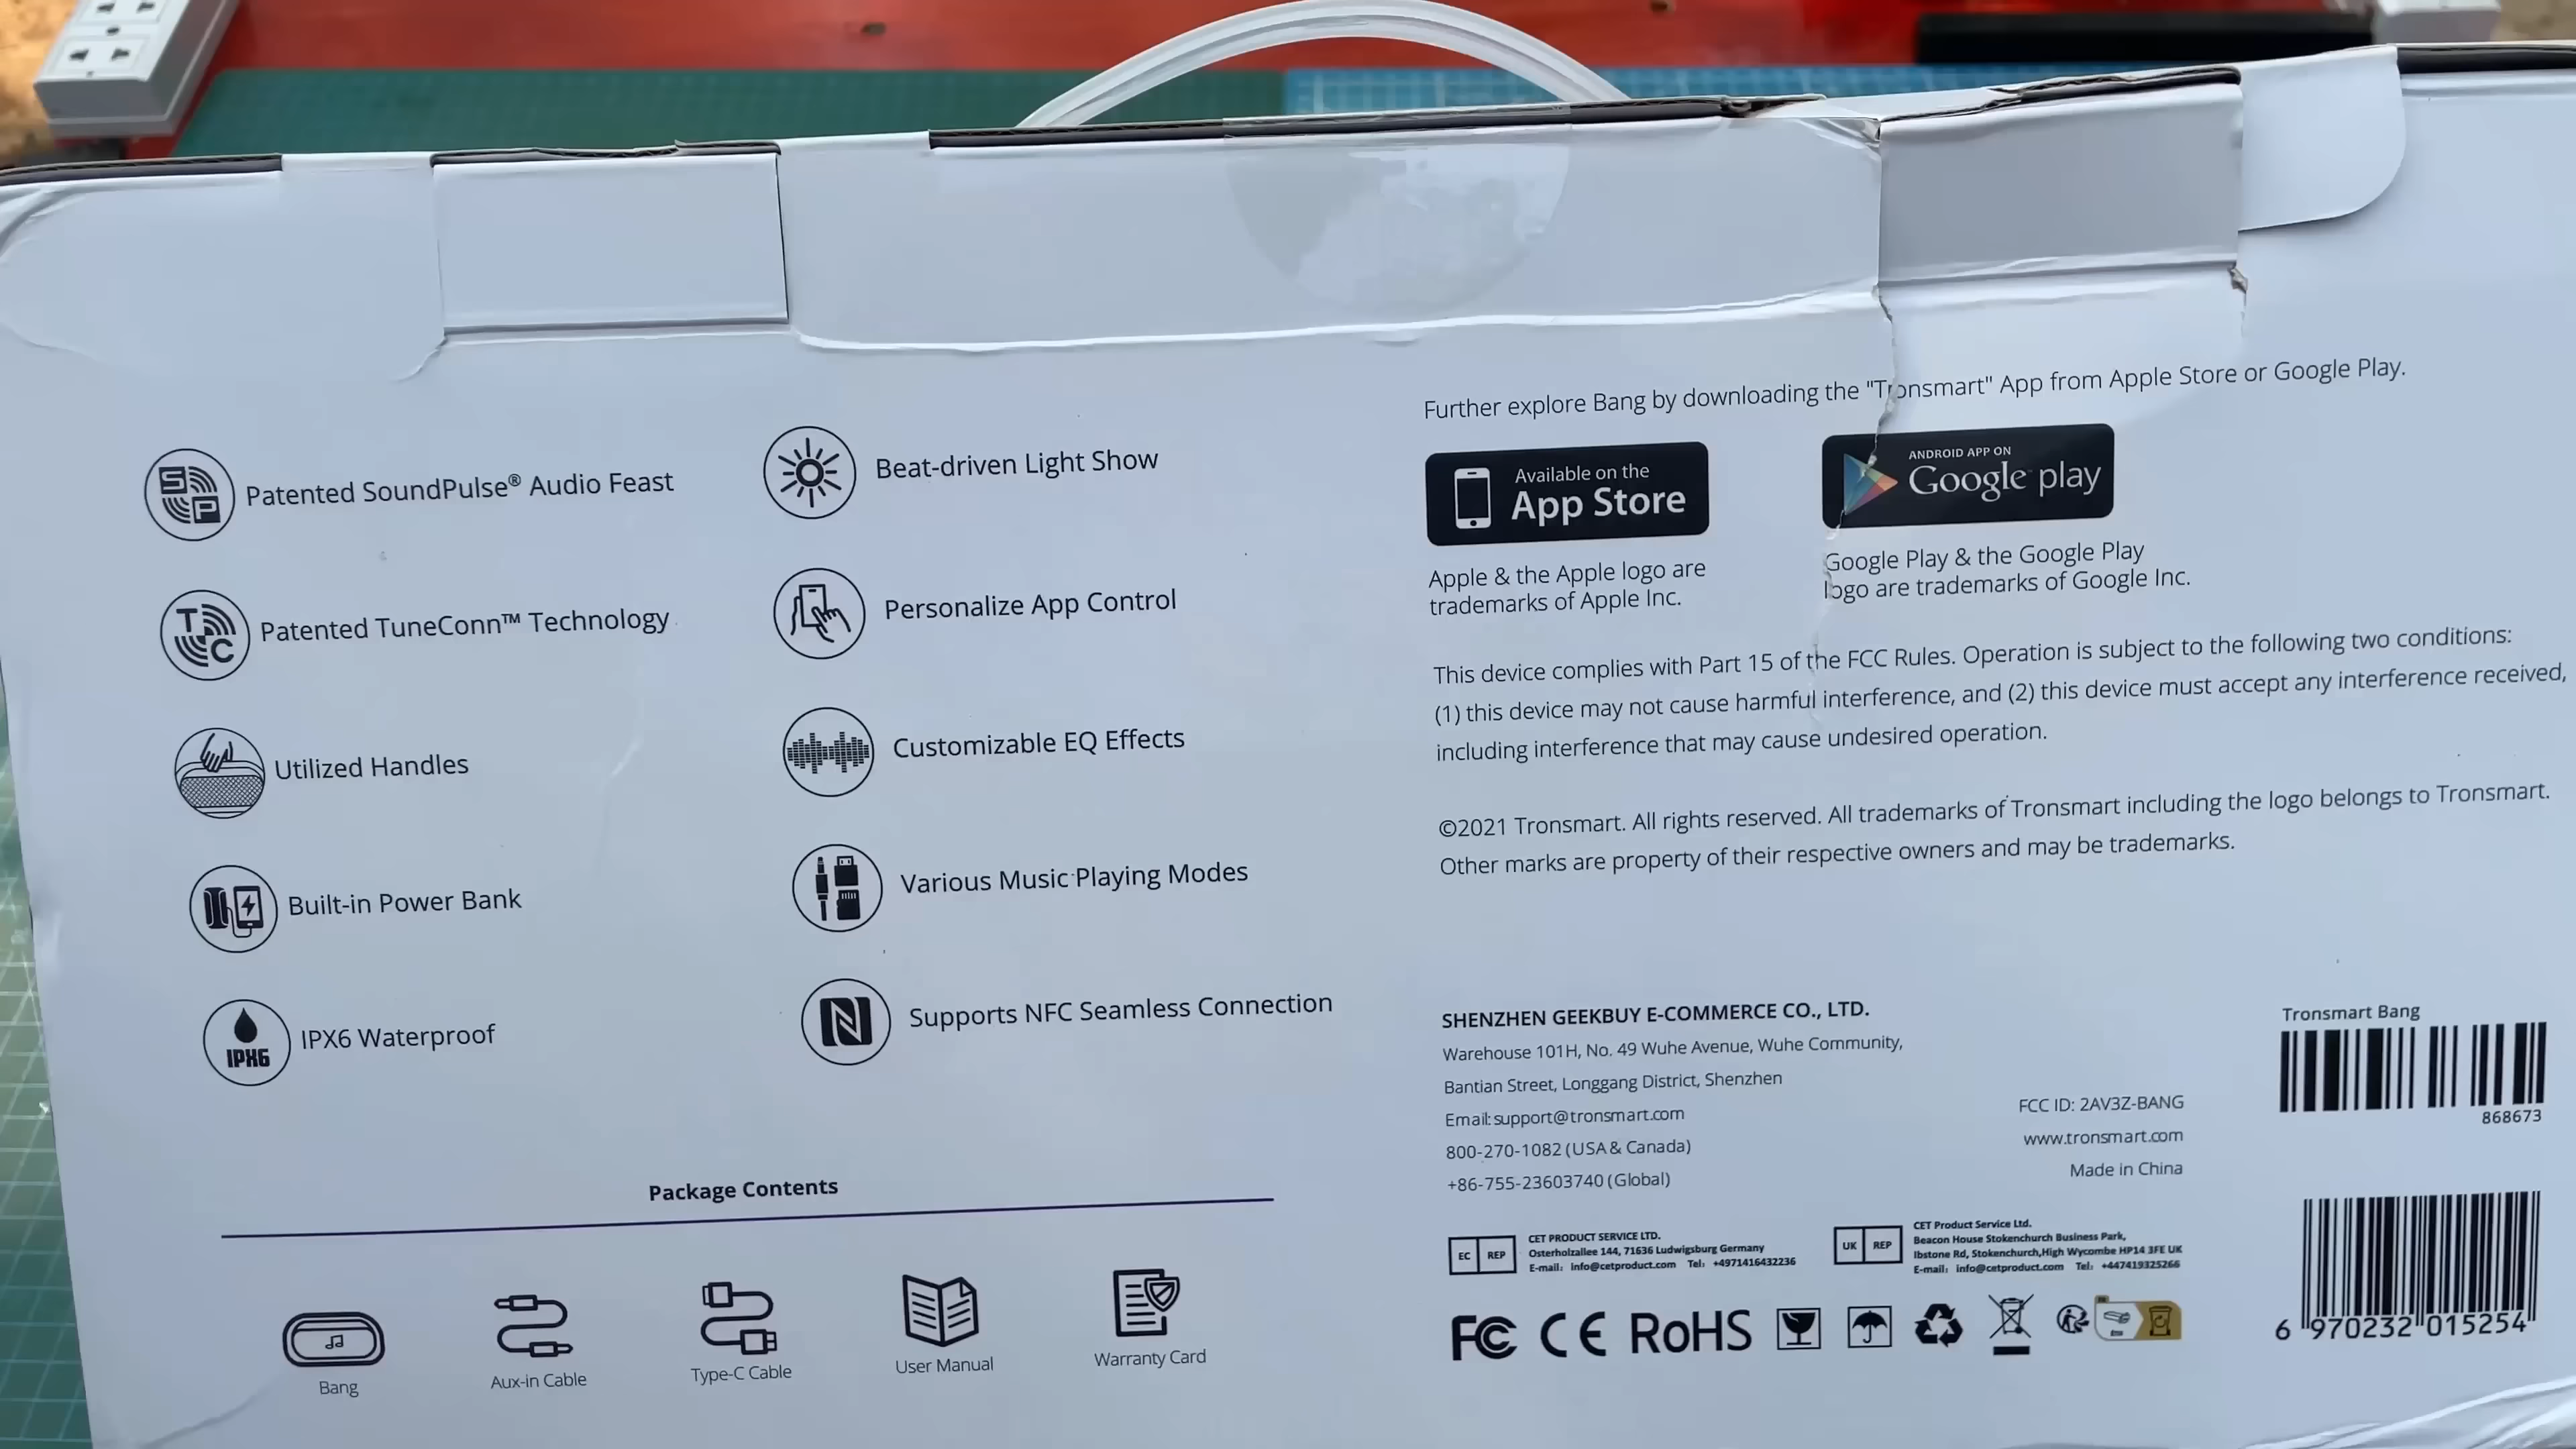 S
P
Patented SoundPulse® Audio Feast
T
C
Patented TuneConn™ Technology
Utilized Handles
Built-in Power Bank
IPX6
IPX6 Waterproof
Beat-driven Light Show
Personalize App Control
Customizable EQ Effects
Various Music Playing Modes
Supports NFC Seamless Connection
Package Contents
Bang
Aux-in Cable
Type-C Cable
User Manual
Warranty Card
Further explore Bang by downloading the "Tronsmart" App from Apple Store or Google Play.
Available on the
App Store
ANDROID APP ON
Google play
Apple & the Apple logo are
trademarks of Apple Inc.
Google Play & the Google Play
logo are trademarks of Google Inc.
This device complies with Part 15 of the FCC Rules. Operation is subject to the following two conditions:
(1) this device may not cause harmful interference, and (2) this device must accept any interference received,
including interference that may cause undesired operation.
©2021 Tronsmart. All rights reserved. All trademarks of Tronsmart including the logo belongs to Tronsmart.
Other marks are property of their respective owners and may be trademarks.
SHENZHEN GEEKBUY E-COMMERCE CO., LTD.
Warehouse 101H, No. 49 Wuhe Avenue, Wuhe Community,
Bantian Street, Longgang District, Shenzhen
Email:support@tronsmart.com
800-270-1082 (USA & Canada)
+86-755-23603740 (Global)
FCC ID: 2AV3Z-BANG
www.tronsmart.com
Made in China
Tronsmart Bang
868673
EC REP
CET PRODUCT SERVICE LTD.
Osterholzallee 144, 71636 Ludwigsburg Germany
E-mail: info@cetproduct.com Tel: +4971416432236
UK REP
CET Product Service Ltd.
Beacon House Stokenchurch Business Park,
Ibstone Rd, Stokenchurch,High Wycombe HP14 3FE UK
E-mail: info@cetproduct.com Tel: +447419325266
FC CE RoHS
6 970232 015254